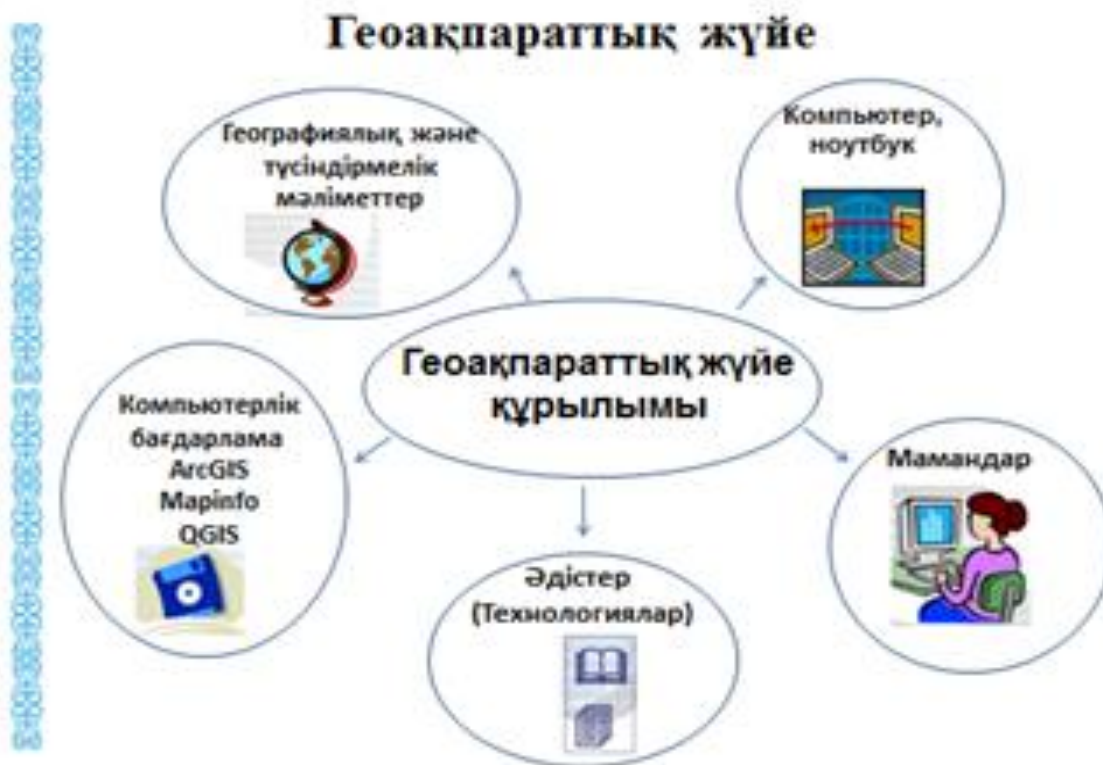 Геоақпараттық жүйе
Географиялық және
түсіндірмелік
мәліметтер
Компьютер,
ноутбук
Геоақпараттық жүйе
құрылымы
Компьютерлік
бағдарлама
ArcGIS
Mapinfo
QGIS
Мамандар
Әдістер
(Технологиялар)